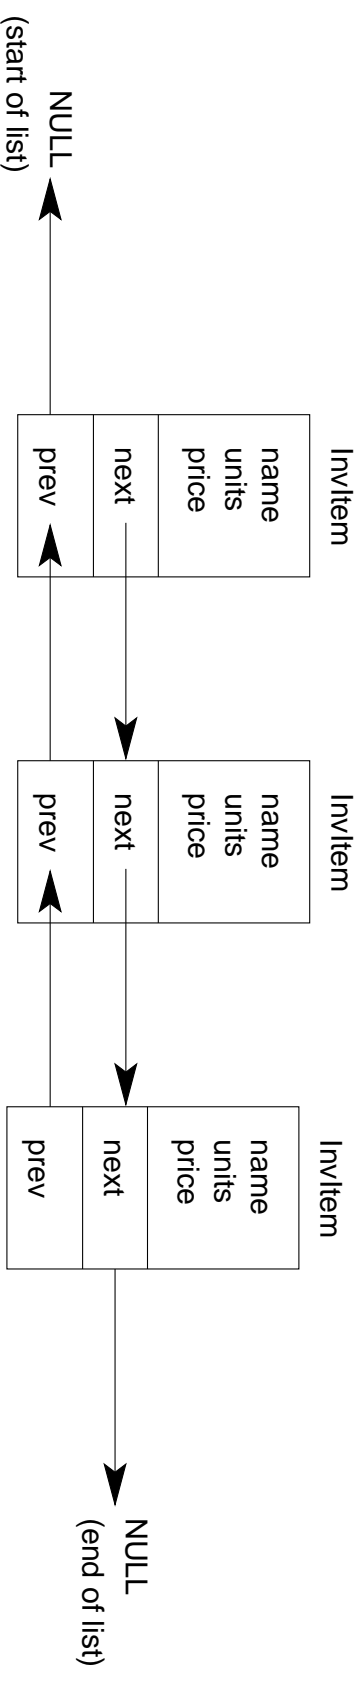 InvItem
name
units
price
next
prev
InvItem
name
units
price
next
prev
InvItem
name
units
price
next
prev
NULL
(start of list)
NULL
(end of list)